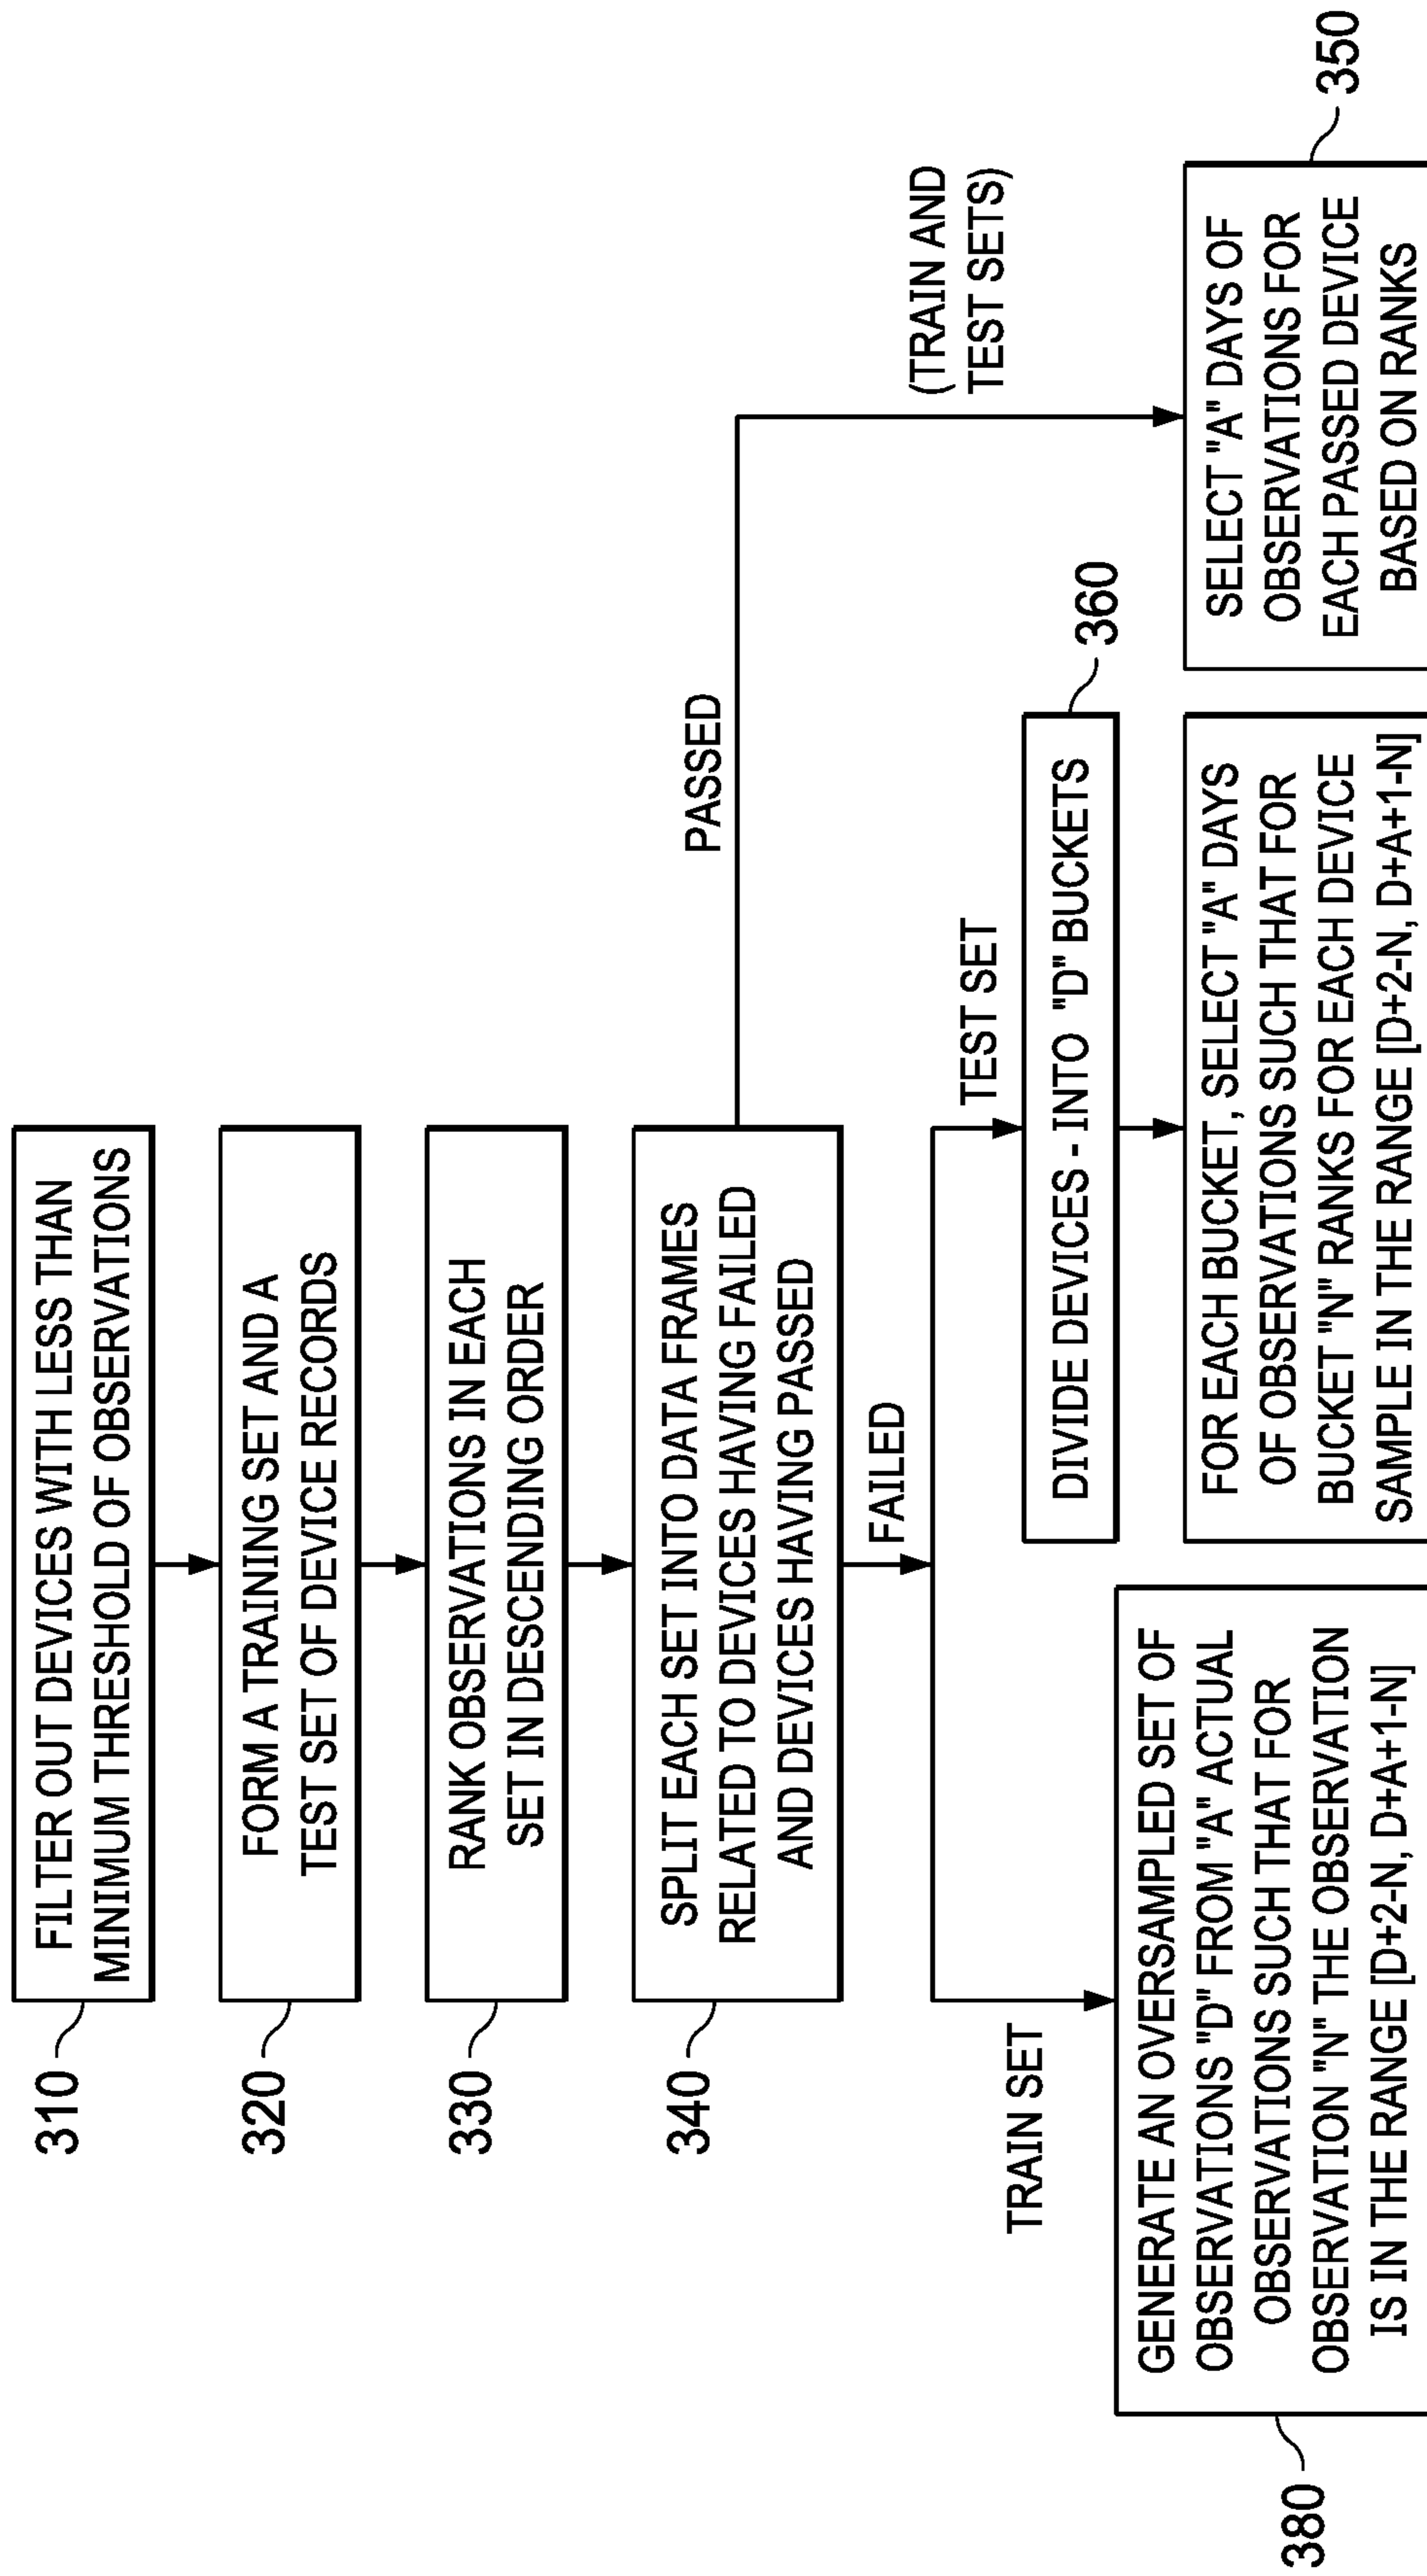 310
FILTER OUT DEVICES WITH LESS THAN
MINIMUM THRESHOLD OF OBSERVATIONS
320
FORM A TRAINING SET AND A
TEST SET OF DEVICE RECORDS
330
RANK OBSERVATIONS IN EACH
SET IN DESCENDING ORDER
340
SPLIT EACH SET INTO DATA FRAMES
RELATED TO DEVICES HAVING FAILED
AND DEVICES HAVING PASSED
PASSED
FAILED
(TRAIN AND
TEST SETS)
TRAIN SET
TEST SET
380
GENERATE AN OVERSAMPLED SET OF
OBSERVATIONS "D" FROM "A" ACTUAL
OBSERVATIONS SUCH THAT FOR
OBSERVATION "N" THE OBSERVATION
IS IN THE RANGE [D+2-N, D+A+1-N]
360
DIVIDE DEVICES - INTO "D" BUCKETS
FOR EACH BUCKET, SELECT "A" DAYS
OF OBSERVATIONS SUCH THAT FOR
BUCKET "N" RANKS FOR EACH DEVICE
SAMPLE IN THE RANGE [D+2-N, D+A+1-N]
350
SELECT "A" DAYS OF
OBSERVATIONS FOR
EACH PASSED DEVICE
BASED ON RANKS